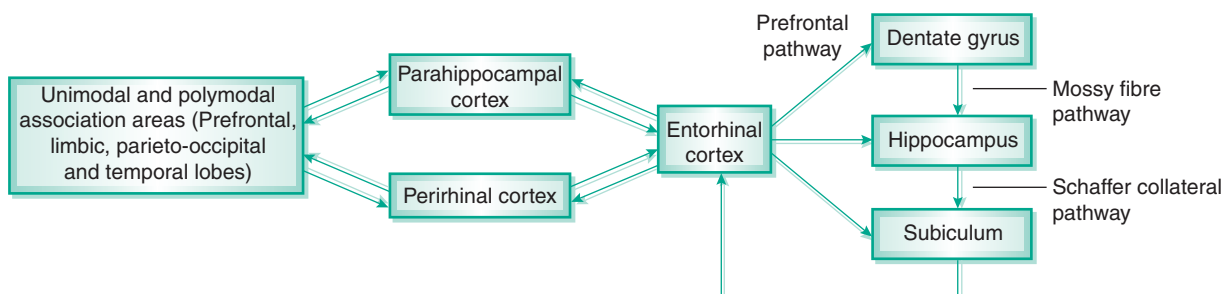 Unimodal and polymodal
association areas (Prefrontal,
limbic, parieto-occipital
and temporal lobes)
Parahippocampal
cortex
Perirhinal cortex
Entorhinal
cortex
Prefrontal
pathway
Dentate gyrus
Mossy fibre
pathway
Hippocampus
Schaffer collateral
pathway
Subiculum